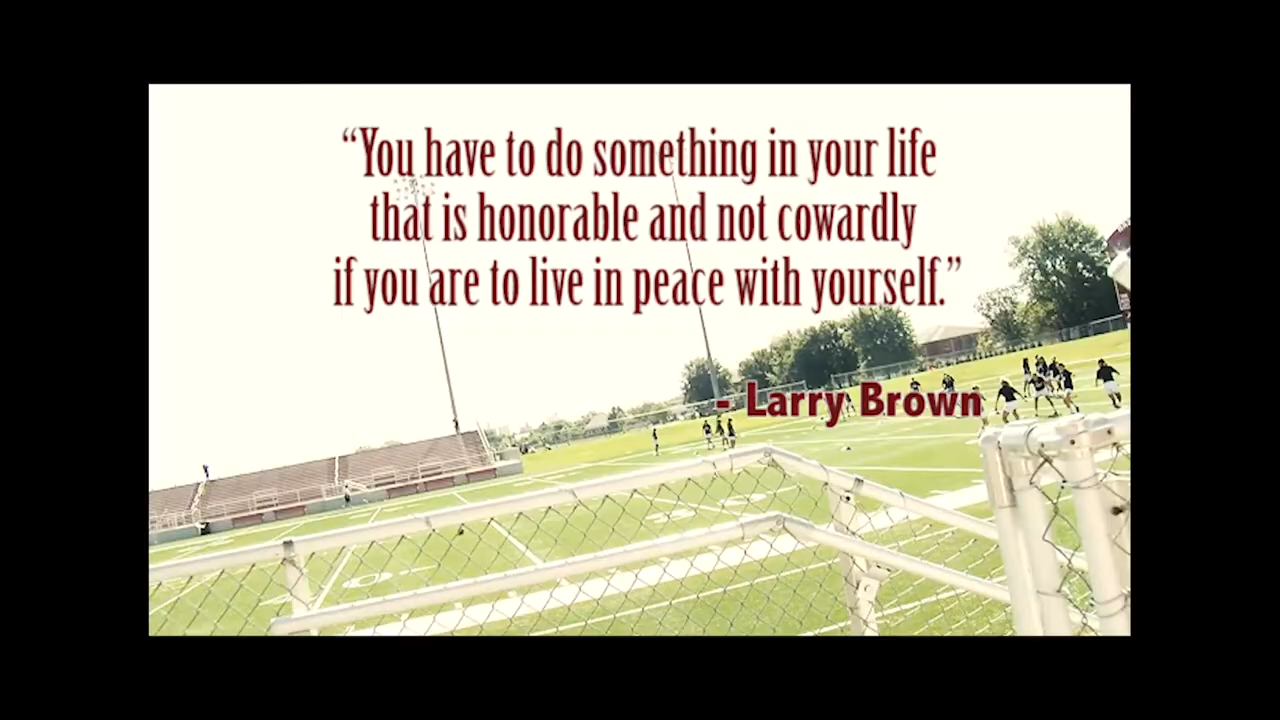 “You have to do something in your life
that is honorable and not cowardly
if you are to live in peace with yourself.”
- Larry Brown